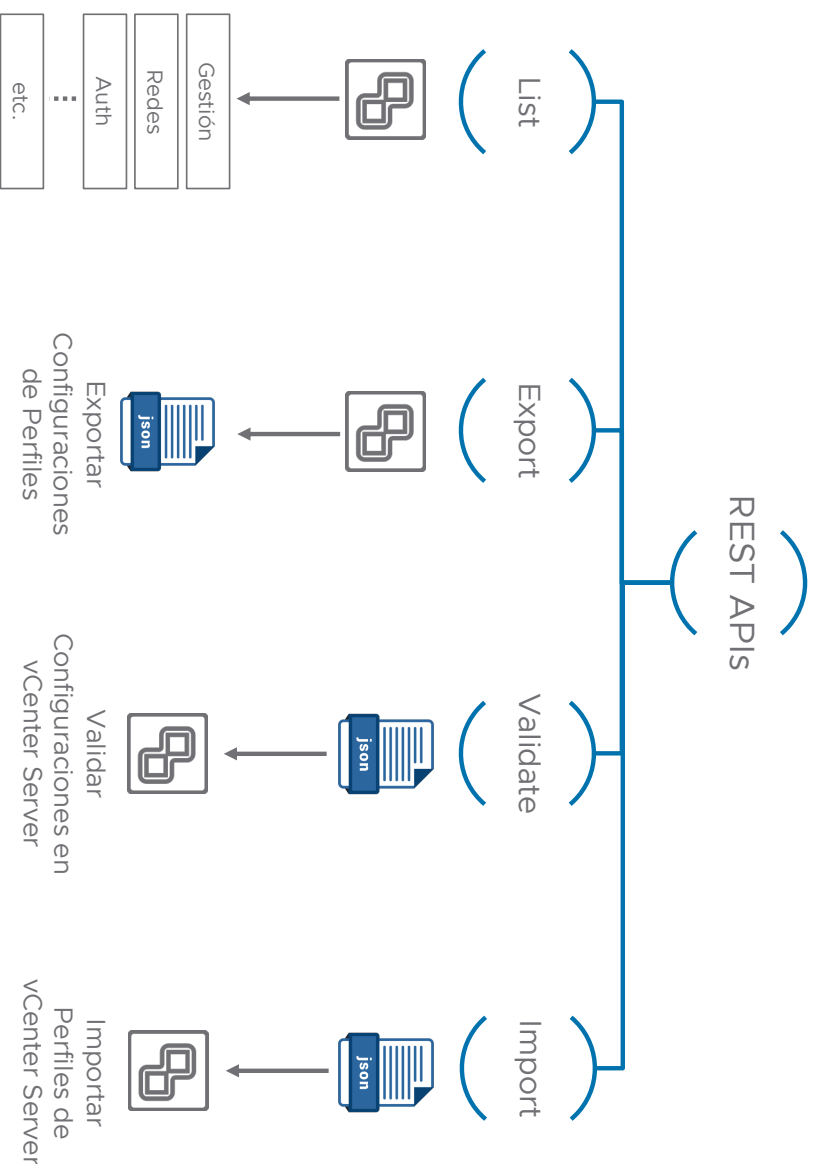 REST APIs
List
Export
Validate
Import
json
json
json
Gestión
Redes
Auth
etc.
Exportar
Configuraciones
de Perfiles
Validar
Configuraciones en
vCenter Server
Importar
Perfiles de
vCenter Server